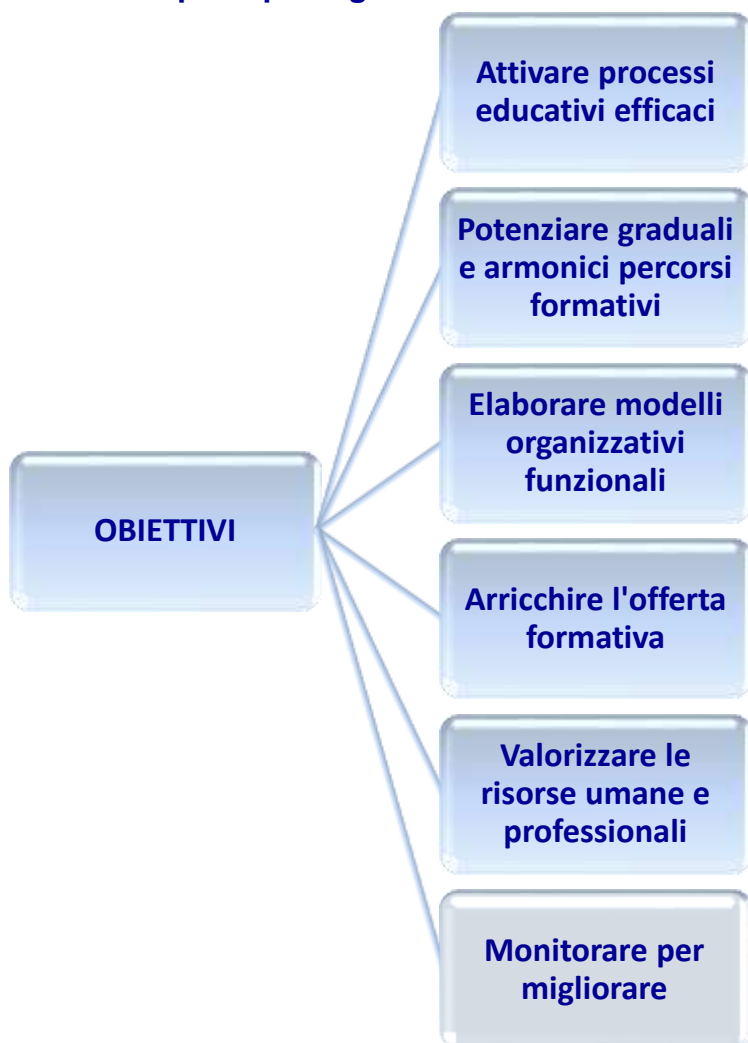 Attivare processi
educativi efficaci
Potenziare graduali
e armonici percorsi
formativi
Elaborare modelli
organizzativi
funzionali
OBIETTIVI
Arricchire l'offerta
formativa
Valorizzare le
risorse umane e
professionali
Monitorare per
migliorare